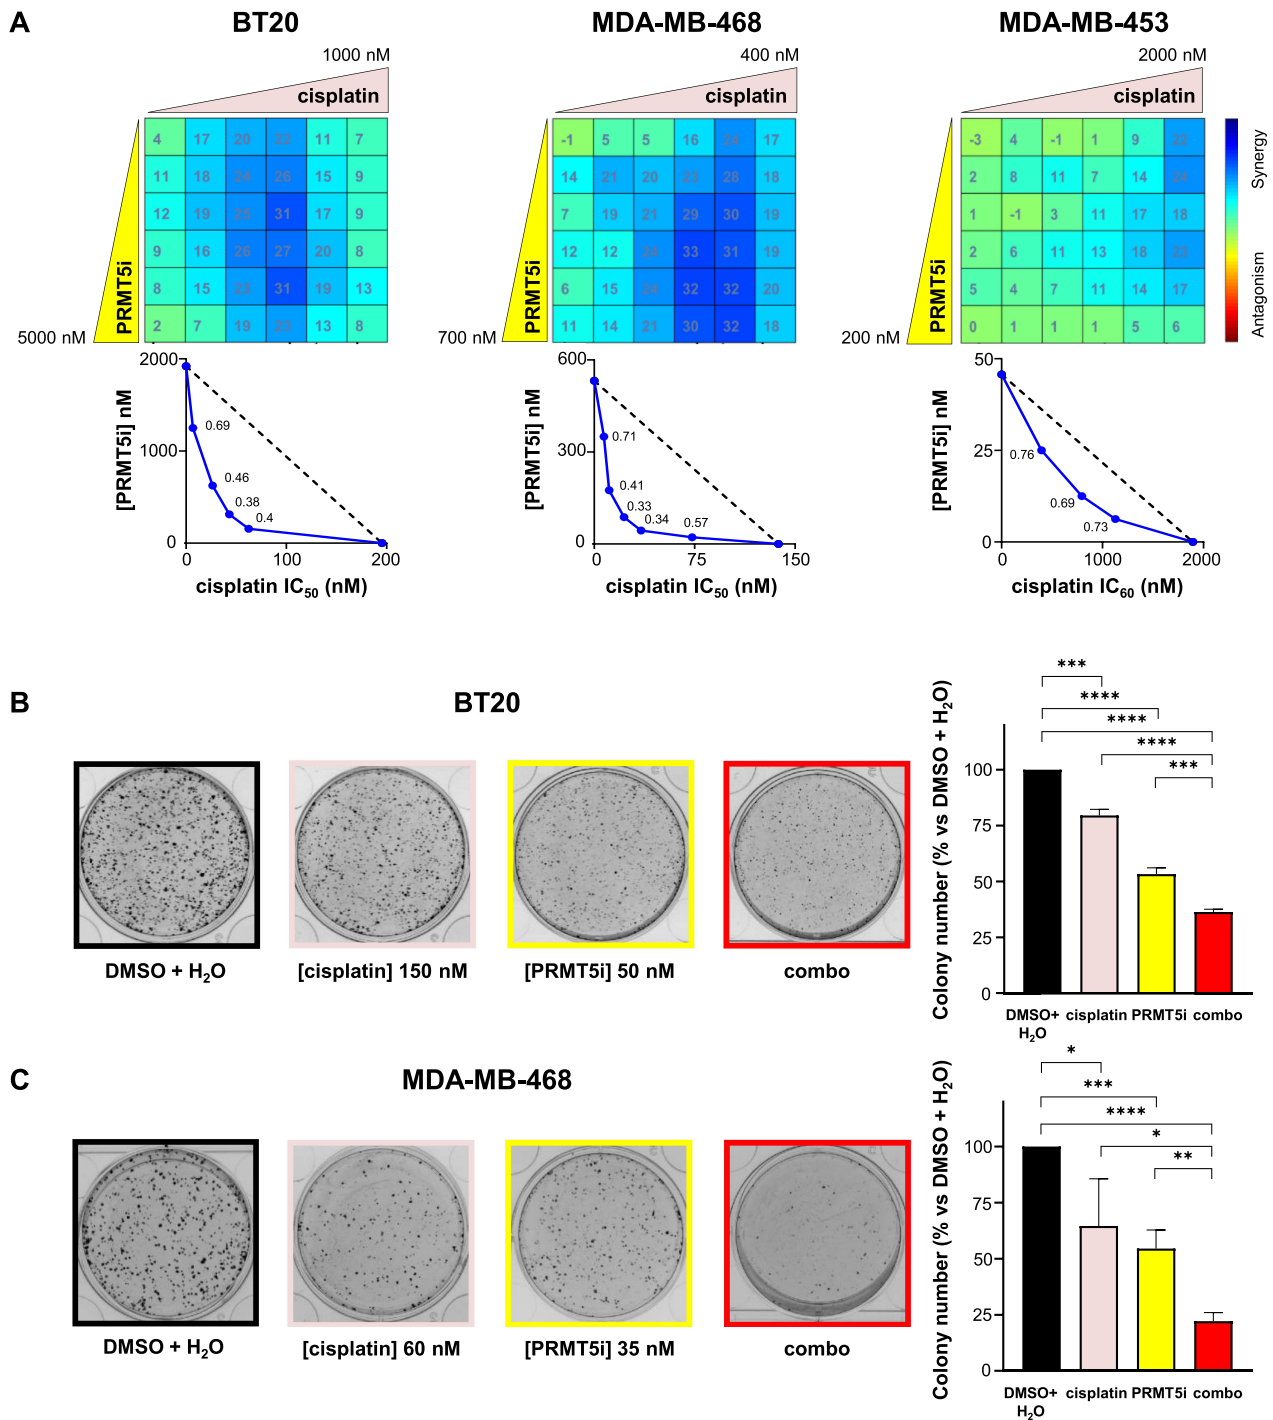 A
BT20
MDA-MB-468
MDA-MB-453
1000 nM
400 nM
2000 nM
cisplatin
cisplatin
cisplatin
PRMT5i
5000 nM
4 17 20 22 11 7
11 18 24 26 15 9
12 19 25 31 17 9
9 16 26 27 20 8
8 15 23 31 19 13
2 7 19 23 13 8
PRMT5i
700 nM
-1 5 5 16 24 17
14 21 20 23 28 18
7 19 21 29 30 19
12 12 24 33 31 19
6 15 24 32 32 20
11 14 21 30 32 18
PRMT5i
200 nM
-3 4 -1 1 9 22
2 8 11 7 14 24
1 -1 3 11 17 18
2 6 11 13 18 23
5 4 7 11 14 17
0 1 1 1 5 6
Synergy
Antagonism
[PRMT5i] nM
2000
1000
0
0.69
0.46
0.38
0.4
0 100 200
cisplatin IC50 (nM)
[PRMT5i] nM
600
300
0
0.71
0.41
0.33
0.34
0.57
0 75 150
cisplatin IC50 (nM)
[PRMT5i] nM
50
25
0
0.76
0.69
0.73
0 1000 2000
cisplatin IC60 (nM)
B
BT20
DMSO + H2O
[cisplatin] 150 nM
[PRMT5i] 50 nM
combo
Colony number (% vs DMSO + H2O)
***
****
****
****
***
100
75
50
25
0
DMSO+ cisplatin PRMT5i combo
H2O
C
MDA-MB-468
DMSO + H2O
[cisplatin] 60 nM
[PRMT5i] 35 nM
combo
Colony number (% vs DMSO + H2O)
*
***
****
*
**
100
75
50
25
0
DMSO+ cisplatin PRMT5i combo
H2O